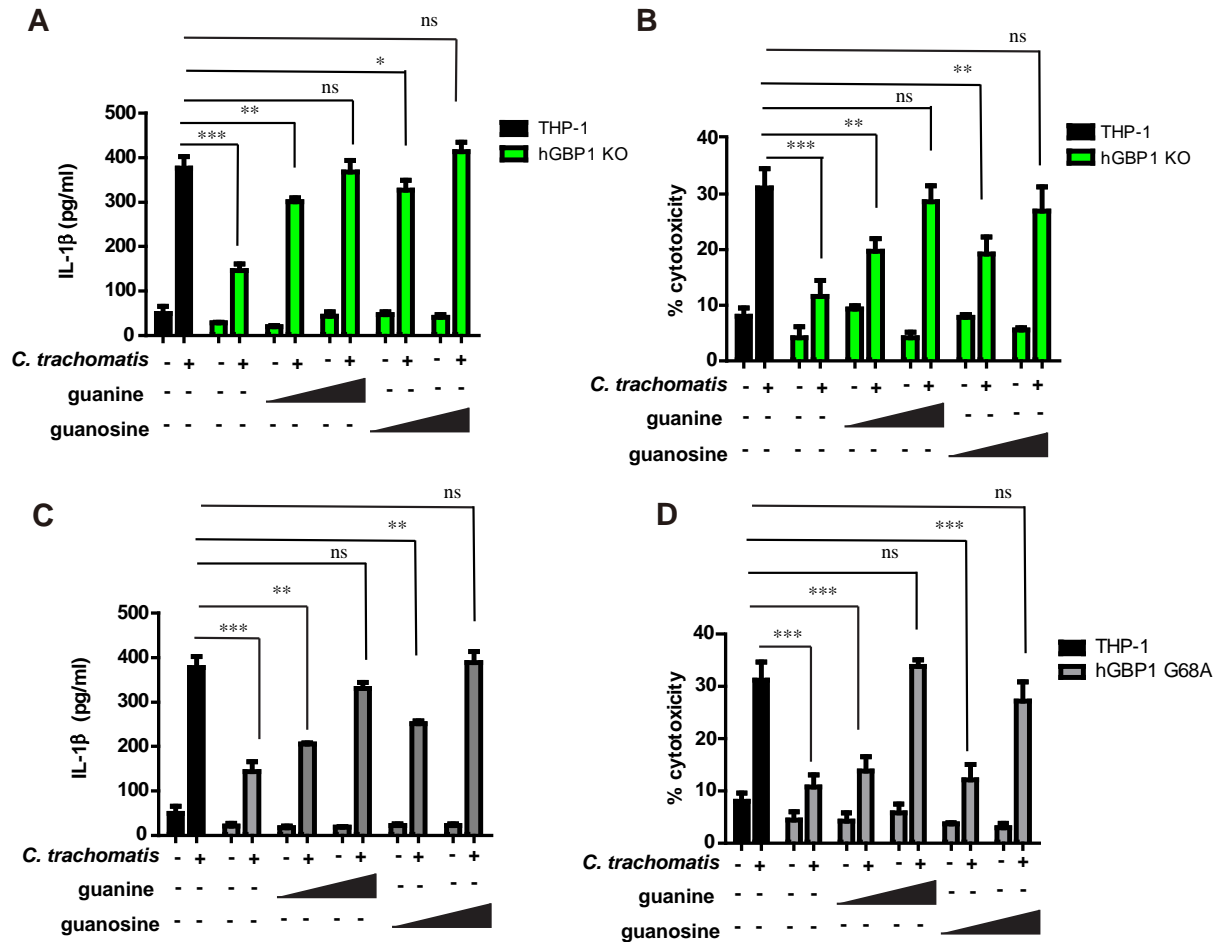 A
ns
*
ns
**
***
500
400
300
200
100
0
IL-1β (pg/ml)
THP-1
hGBP1 KO
C. trachomatis - + - + - + - + - + - +
guanine - - - - - - - -
guanosine - - - - - - - -
B
ns
**
ns
**
***
40
30
20
10
0
% cytotoxicity
THP-1
hGBP1 KO
C. trachomatis - + - + - + - + - + - +
guanine - - - - - - - -
guanosine - - - - - - - -
C
ns
**
ns
**
***
500
400
300
200
100
0
IL-1β (pg/ml)
C. trachomatis - + - + - + - + - + - +
guanine - - - - - - - -
guanosine - - - - - - - -
D
ns
***
ns
***
***
40
30
20
10
0
% cytotoxicity
THP-1
hGBP1 G68A
C. trachomatis - + - + - + - + - + - +
guanine - - - - - - - -
guanosine - - - - - - - -